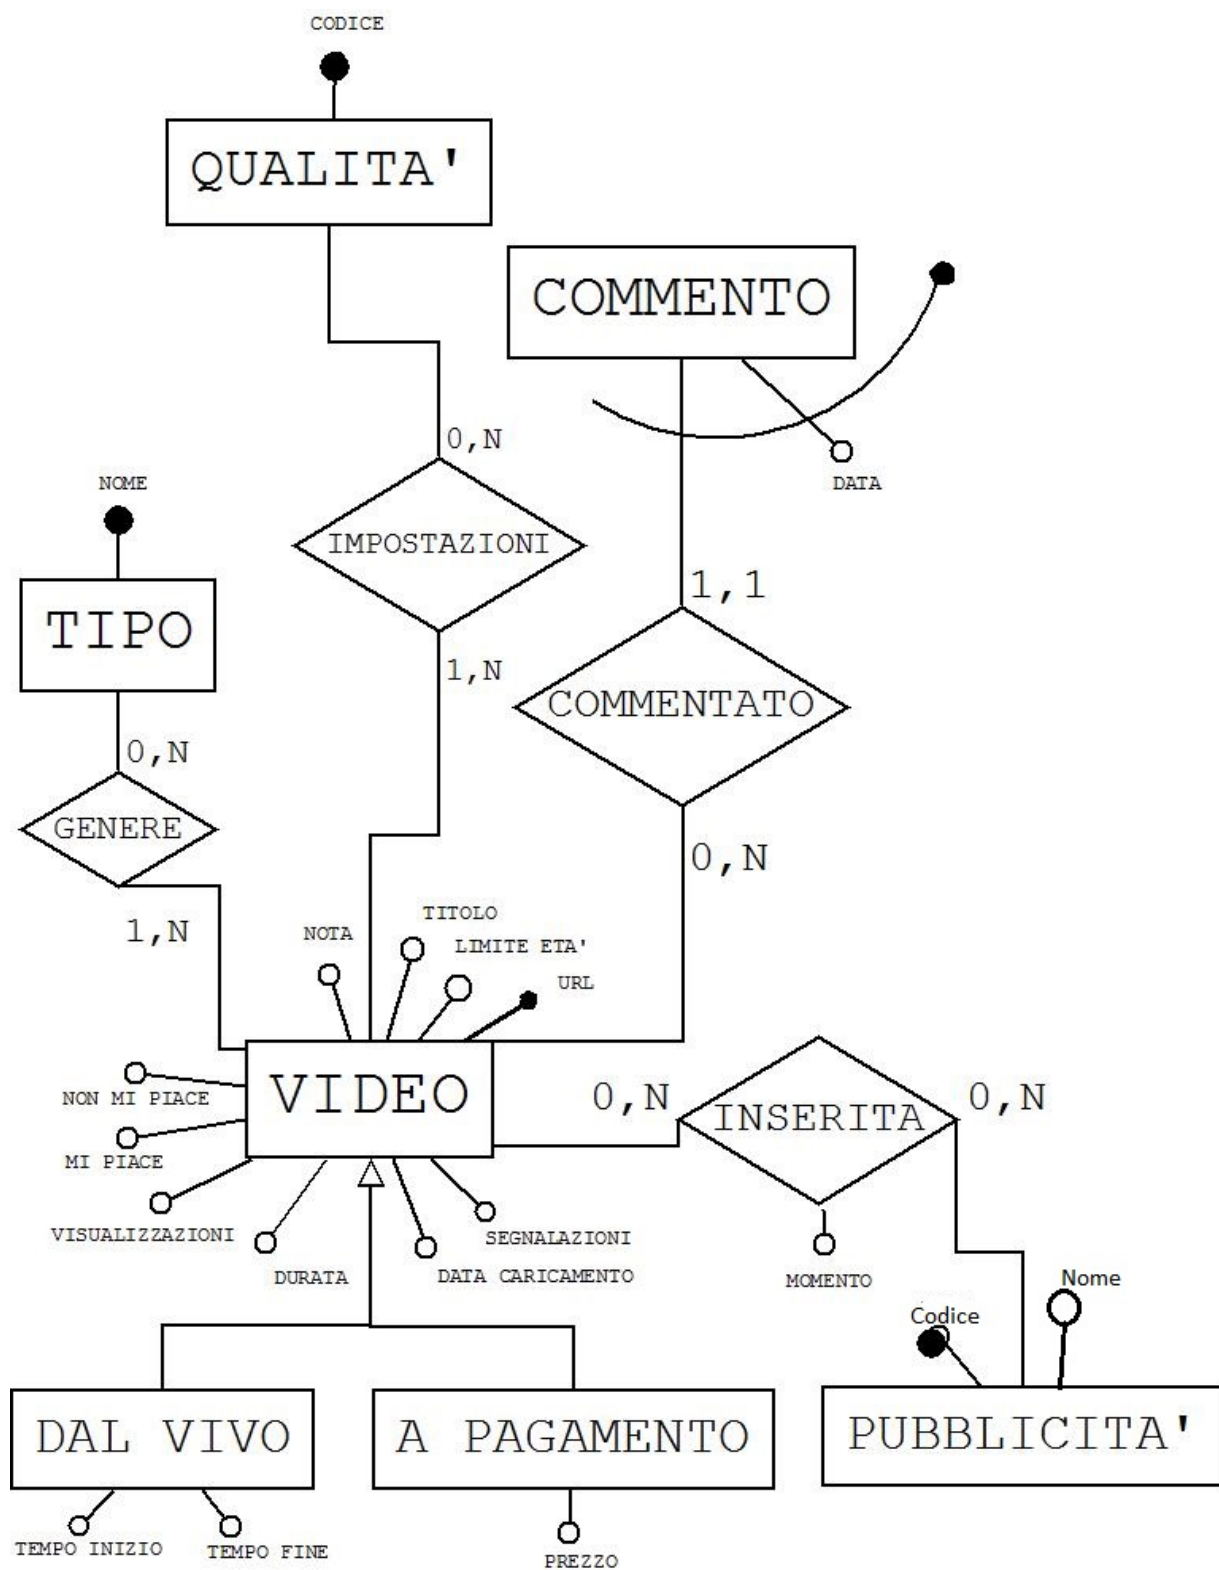 CODICE
QUALITA'
COMMENTO
0,N
DATA
NOME
IMPOSTAZIONI
1,1
TIPO
1,N
COMMENTATO
0,N
GENERE
0,N
1,N
TITOLO
NOTA
LIMITE ETA'
URL
VIDEO
0,N
0,N
INSERITA
NON MI PIACE
MI PIACE
VISUALIZZAZIONI
SEGNALAZIONI
DURATA
DATA CARICAMENTO
MOMENTO
Nome
Codice
DAL VIVO
A PAGAMENTO
PUBBLICITA'
TEMPO INIZIO
TEMPO FINE
PREZZO